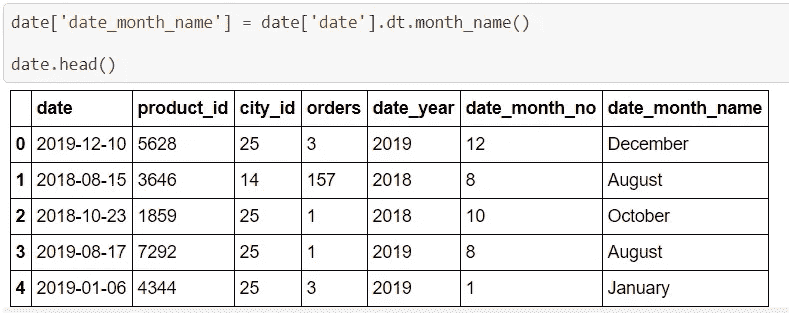 date['date_month_name'] = date['date'].dt.month_name()
date.head()
date product_id city_id orders date_year date_month_no date_month_name
0 2019-12-10 5628 25 3 2019 12 December
1 2018-08-15 3646 14 157 2018 8 August
2 2018-10-23 1859 25 1 2018 10 October
3 2019-08-17 7292 25 1 2019 8 August
4 2019-01-06 4344 25 3 2019 1 January